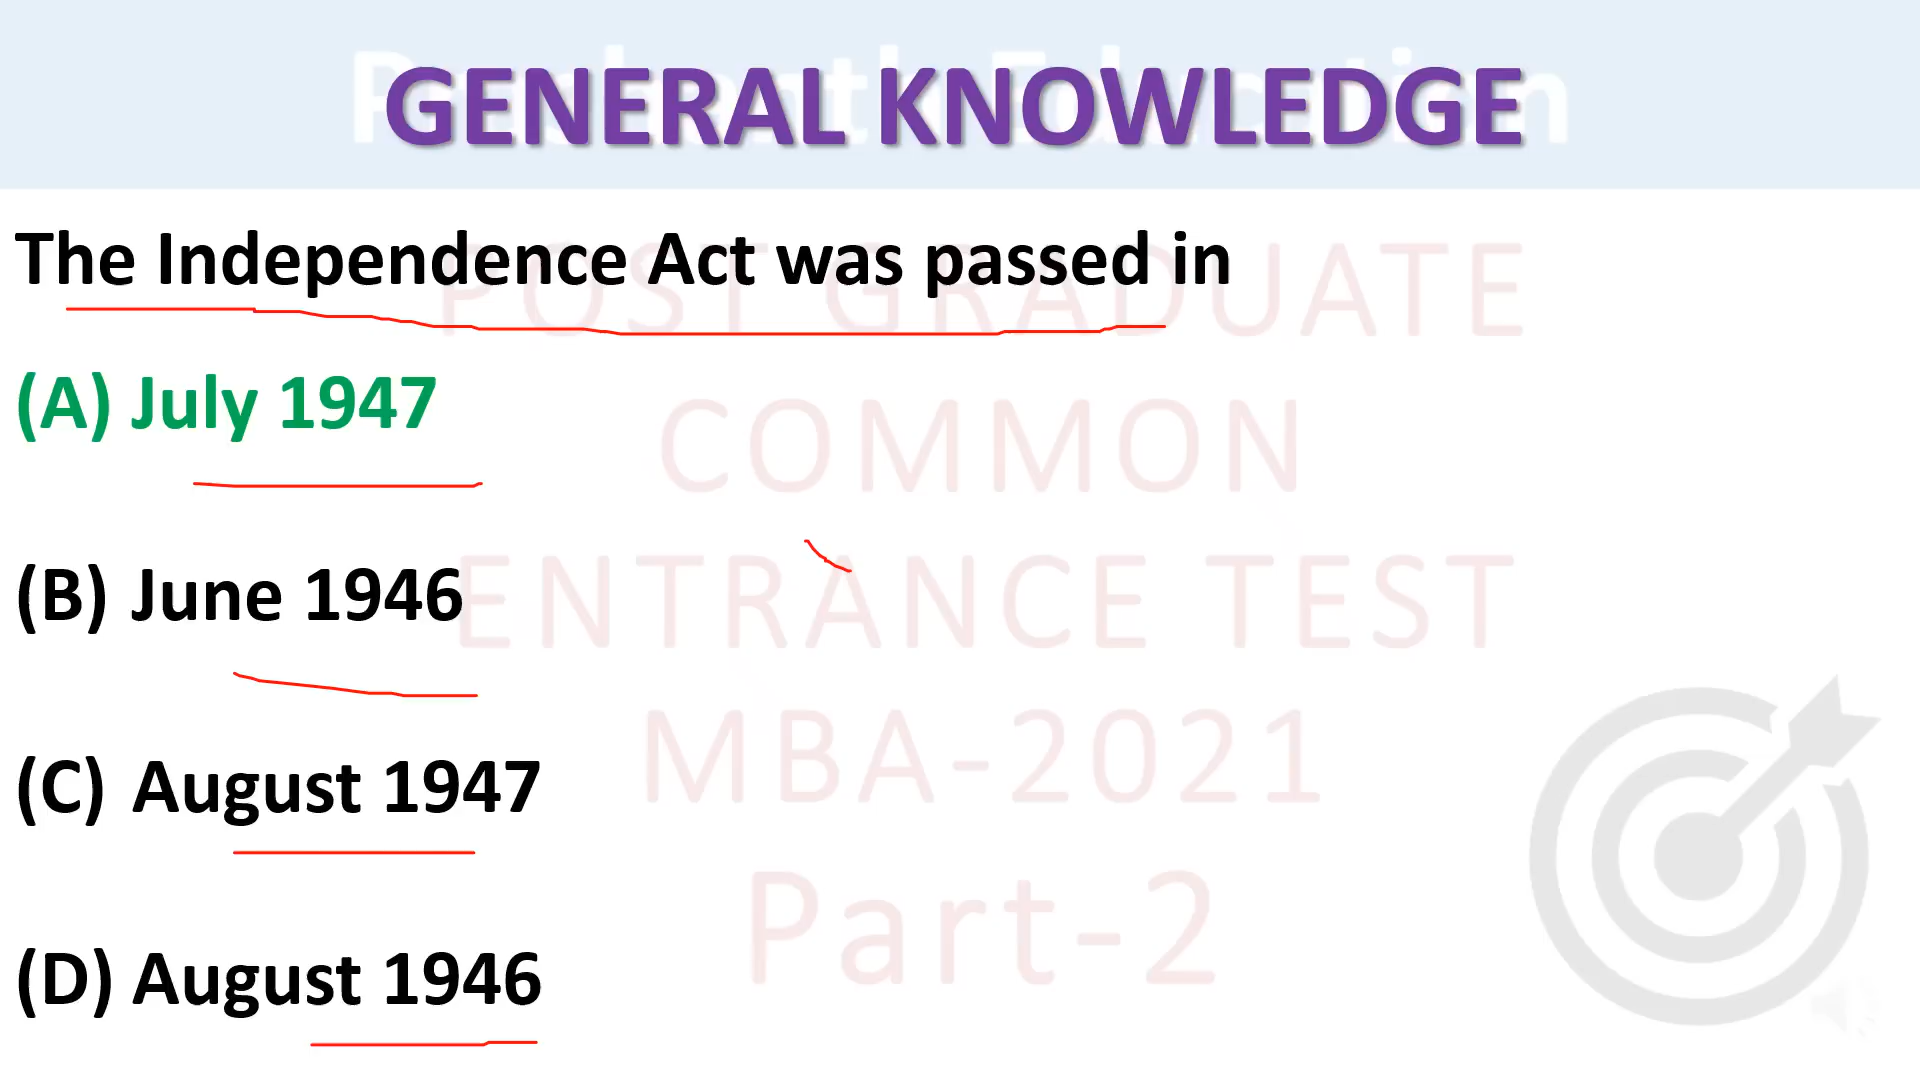 GENERAL KNOWLEDGE
The Independence Act was passed in
(A) July 1947
(B) June 1946
(C) August 1947
(D) August 1946
POST GRADUATE
COMMON
ENTRANCE TEST
MBA-2021
Part-2